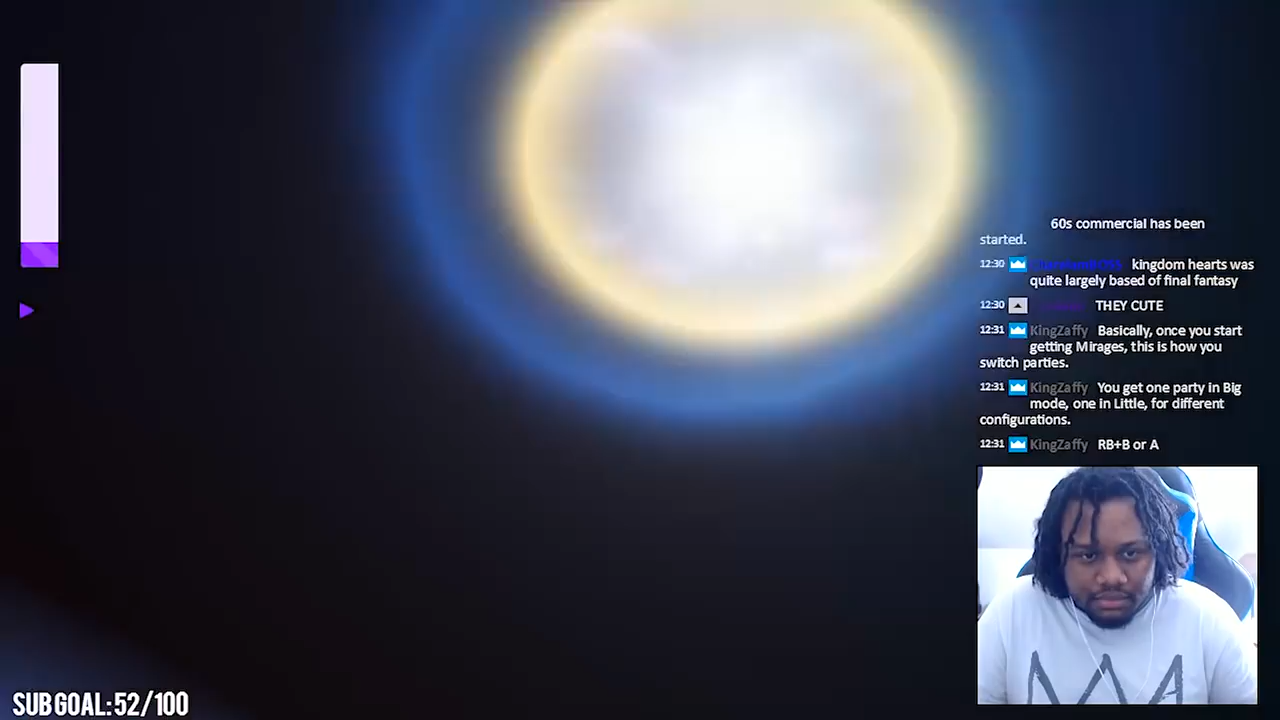 60s commercial has been
started.
12:30 kingdom hearts was
quite largely based of final fantasy
12:30 THEY CUTE
12:31 KingZaffy Basically, once you start
getting Mirages, this is how you
switch parties.
12:31 KingZaffy You get one party in Big
mode, one in Little, for different
configurations.
12:31 KingZaffy RB+B or A
SUB GOAL: 52/100